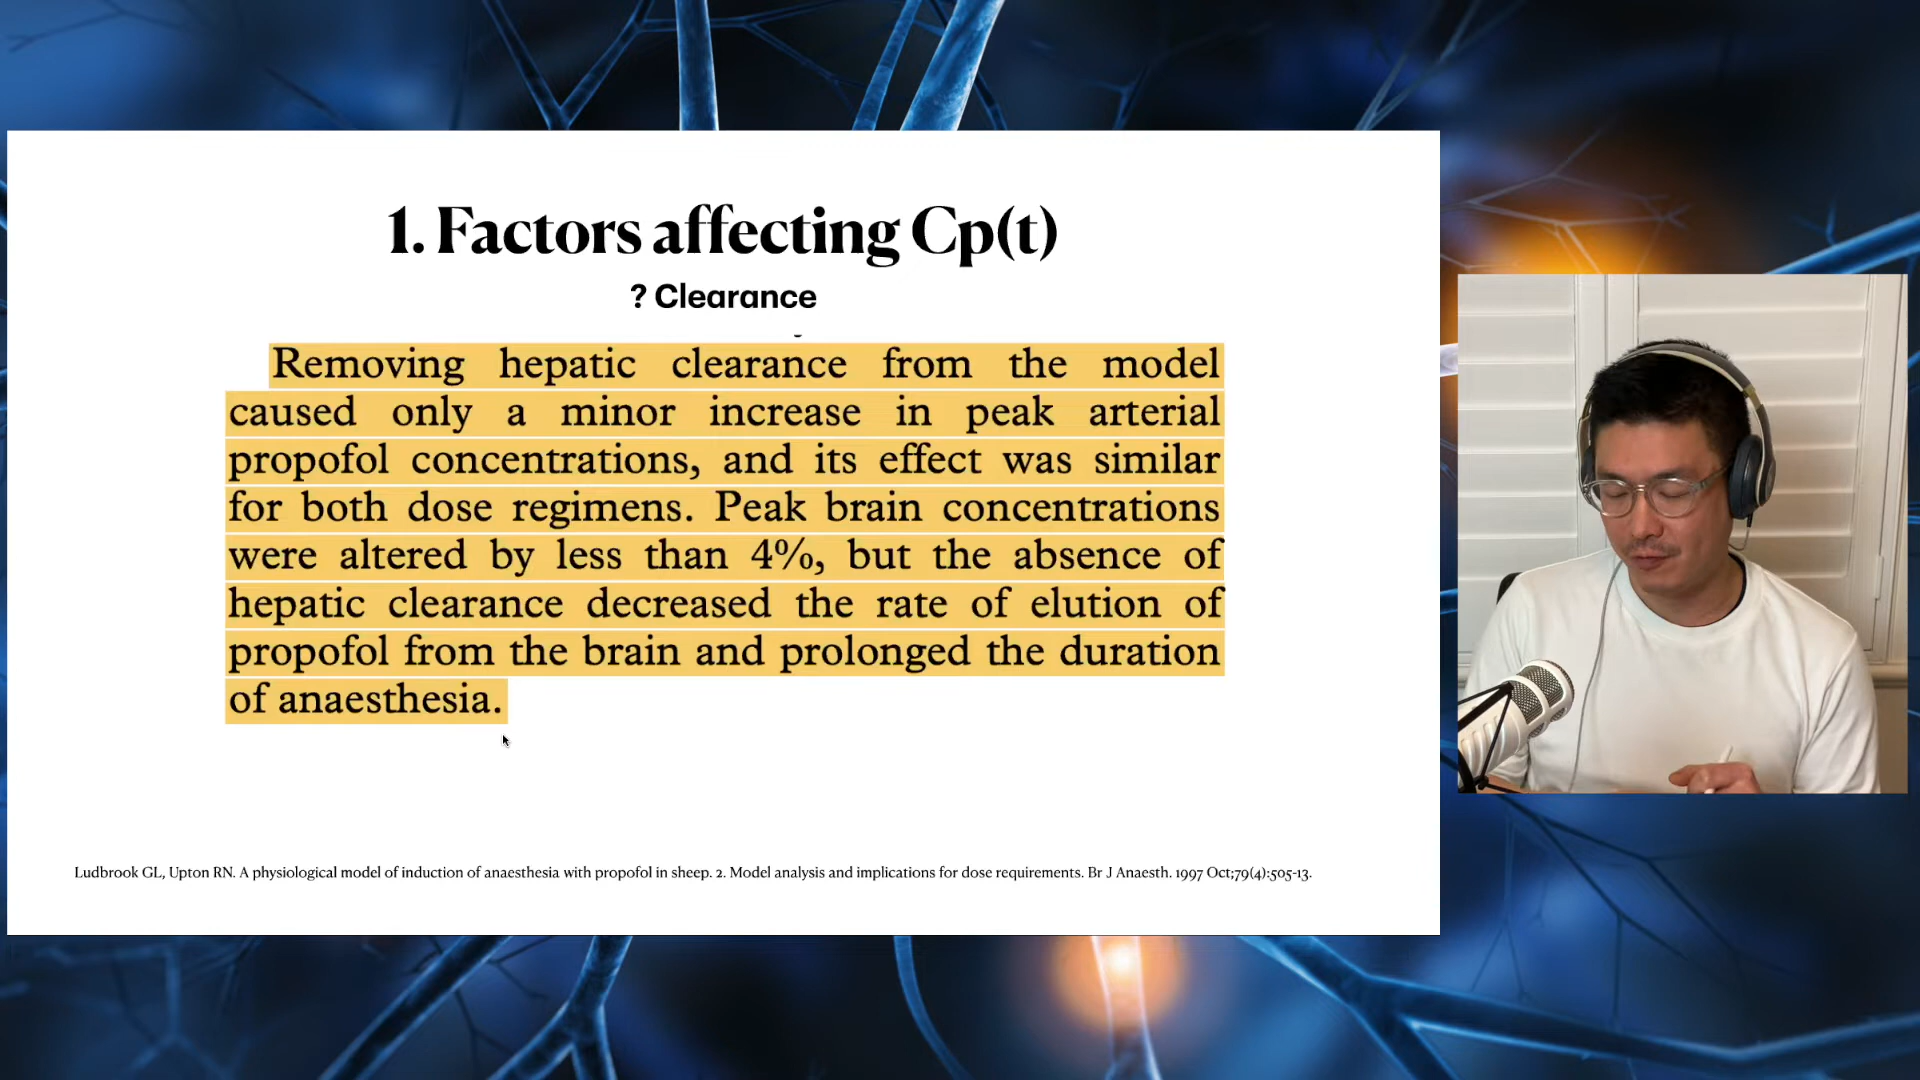 1. Factors affecting Cp(t)
? Clearance
Removing hepatic clearance from the model
caused only a minor increase in peak arterial
propofol concentrations, and its effect was similar
for both dose regimens. Peak brain concentrations
were altered by less than 4%, but the absence of
hepatic clearance decreased the rate of elution of
propofol from the brain and prolonged the duration
of anaesthesia.
Ludbrook GL, Upton RN. A physiological model of induction of anaesthesia with propofol in sheep. 2. Model analysis and implications for dose requirements. Br J Anaesth. 1997 Oct;79(4):505-13.